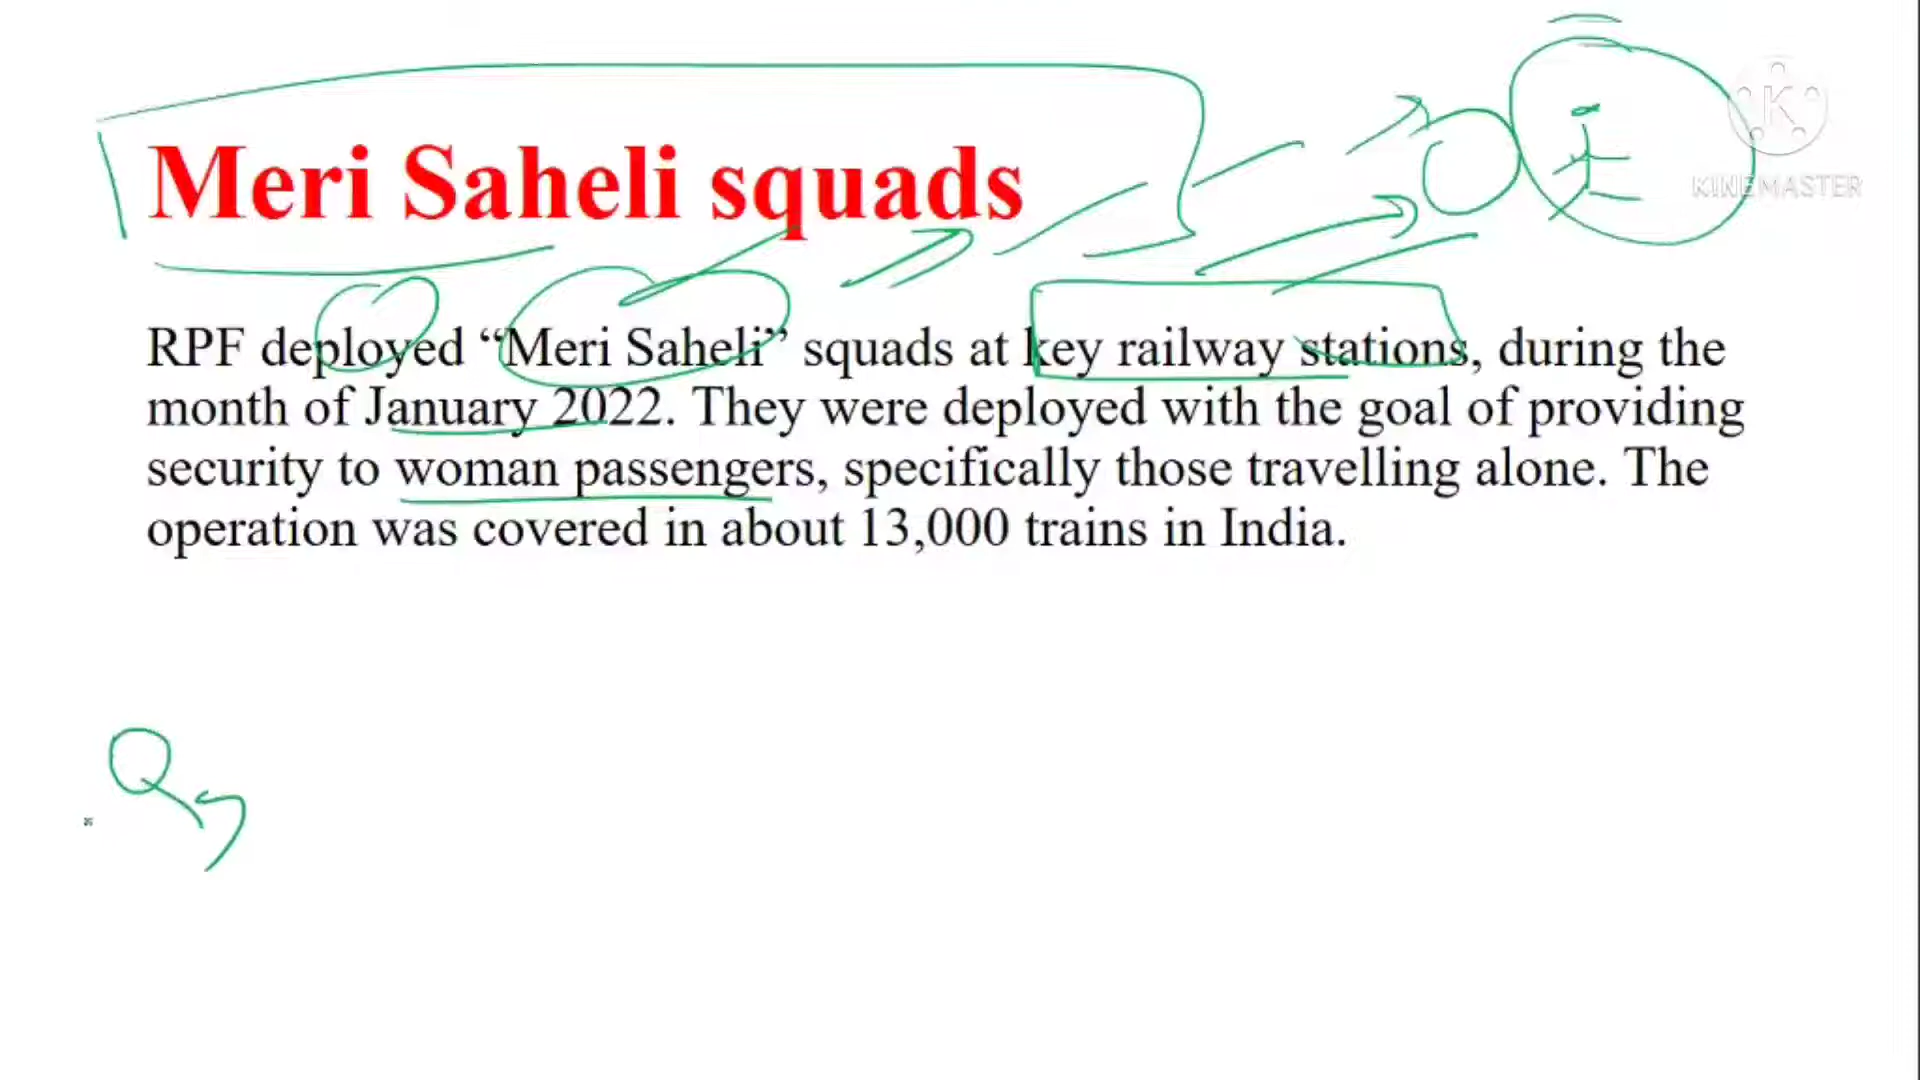 Meri Saheli squads
K
KINEMASTER
RPF deployed “Meri Saheli” squads at key railway stations, during the
month of January 2022. They were deployed with the goal of providing
security to woman passengers, specifically those travelling alone. The
operation was covered in about 13,000 trains in India.
Q